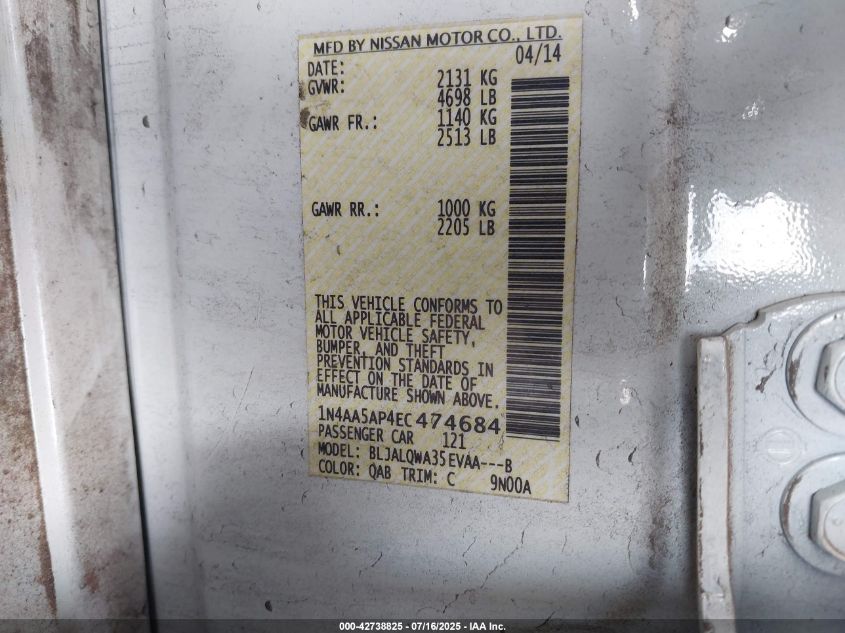 MFD BY NISSAN MOTOR CO., LTD.
DATE: 04/14
GVWR: 2131 KG
4698 LB
GAWR FR.: 1140 KG
2513 LB
GAWR RR.: 1000 KG
2205 LB
THIS VEHICLE CONFORMS TO
ALL APPLICABLE FEDERAL
MOTOR VEHICLE SAFETY,
BUMPER, AND THEFT
PREVENTION STANDARDS IN
EFFECT ON THE DATE OF
MANUFACTURE SHOWN ABOVE.
1N4AA5AP4EC474684
PASSENGER CAR 121
MODEL: BLJALQWA35EVAA---B
COLOR: QAB TRIM: C 9N00A
000-42738825 - 07/16/2025 - IAA Inc.